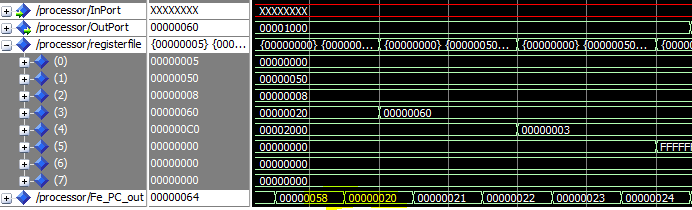 /processor/InPort XXXXXXXX XXXXXXXX
/processor/OutPort 00000060 00001000
/processor/registerfile {00000005} {000... {00000000} {000000... {00000000} {00000050... {00000000} {00000050... {000000
(0) 00000005 00000000
(1) 00000050 00000050
(2) 00000008 00000008
(3) 00000060 00000020 00000060
(4) 000000C0 00002000 00000003
(5) 00000000 00000000 FFFFFF
(6) 00000000 00000000
(7) 00000000 00000000
/processor/Fe_PC_out 00000064 00000058 00000020 00000021 00000022 00000023 00000024